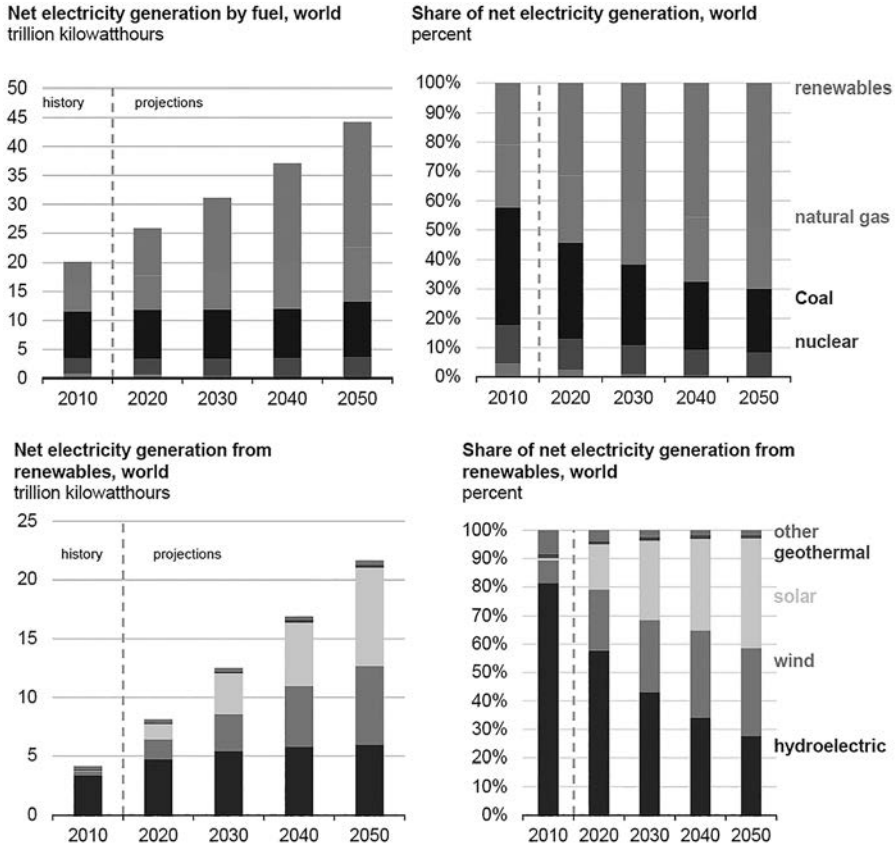 Net electricity generation by fuel, world
trillion kilowatthours
50
45
40
35
30
25
20
15
10
5
0
history
projections
2010 2020 2030 2040 2050
Share of net electricity generation, world
percent
100%
90%
80%
70%
60%
50%
40%
30%
20%
10%
0%
renewables
natural gas
Coal
nuclear
2010 2020 2030 2040 2050
Net electricity generation from
renewables, world
trillion kilowatthours
25
20
15
10
5
0
history
projections
2010 2020 2030 2040 2050
Share of net electricity generation from
renewables, world
percent
100%
90%
80%
70%
60%
50%
40%
30%
20%
10%
0%
other
geothermal
solar
wind
hydroelectric
2010 2020 2030 2040 2050